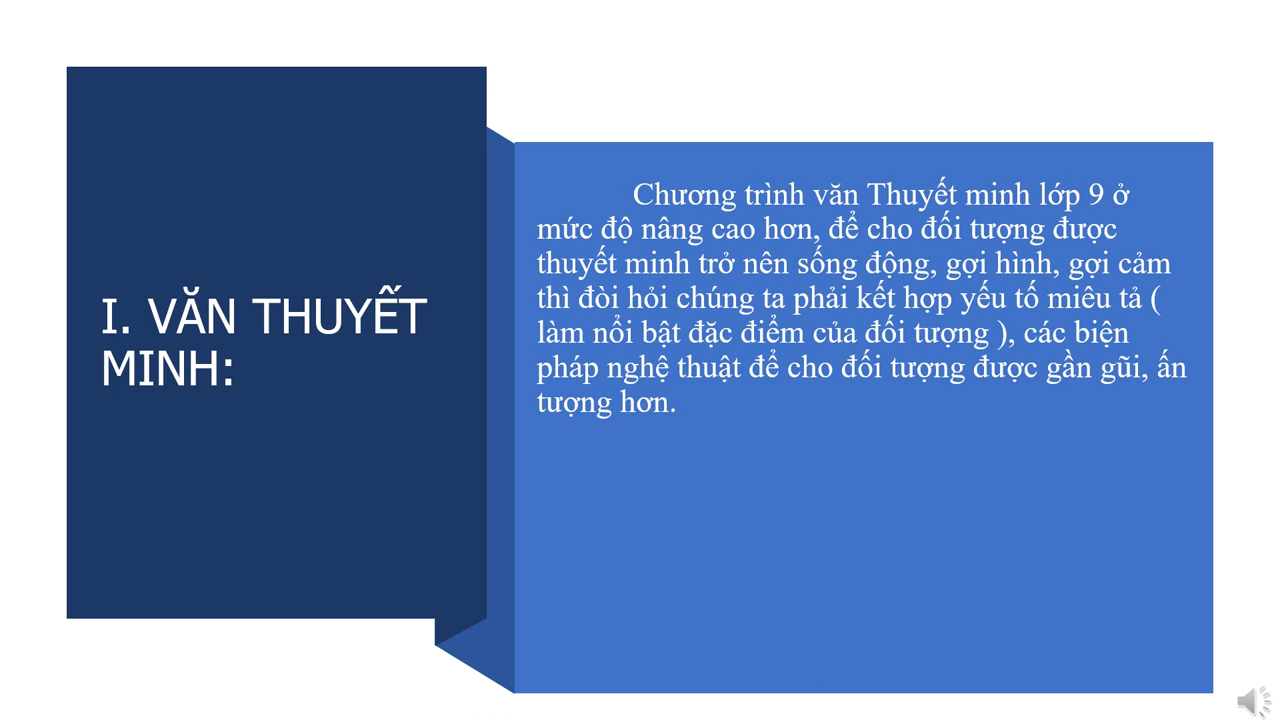 I. VĂN THUYẾT
MINH:
Chương trình văn Thuyết minh lớp 9 ở
mức độ nâng cao hơn, để cho đối tượng được
thuyết minh trở nên sống động, gợi hình, gợi cảm
thì đòi hỏi chúng ta phải kết hợp yếu tố miêu tả (
làm nổi bật đặc điểm của đối tượng ), các biện
pháp nghệ thuật để cho đối tượng được gần gũi, ấn
tượng hơn.